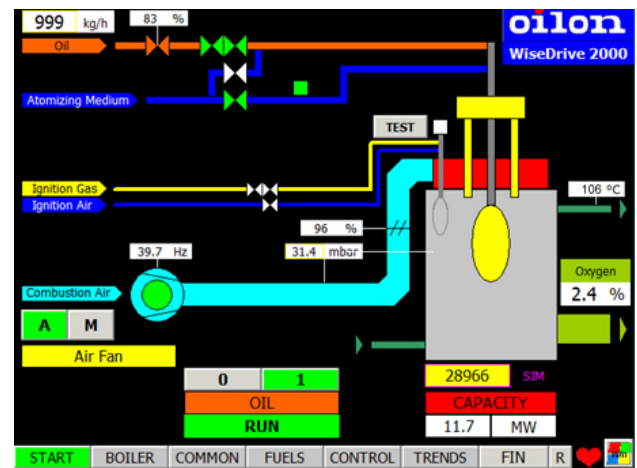 999 kg/h
83 %
oilon
WiseDrive 2000
Oil
Atomizing Medium
TEST
Ignition Gas
Ignition Air
106 °C
96 %
39.7 Hz
31.4 mbar
Oxygen
2.4 %
Combustion Air
A M
Air Fan
0 1
OIL
RUN
28966 SIM
CAPACITY
11.7 MW
START BOILER COMMON FUELS CONTROL TRENDS FIN R